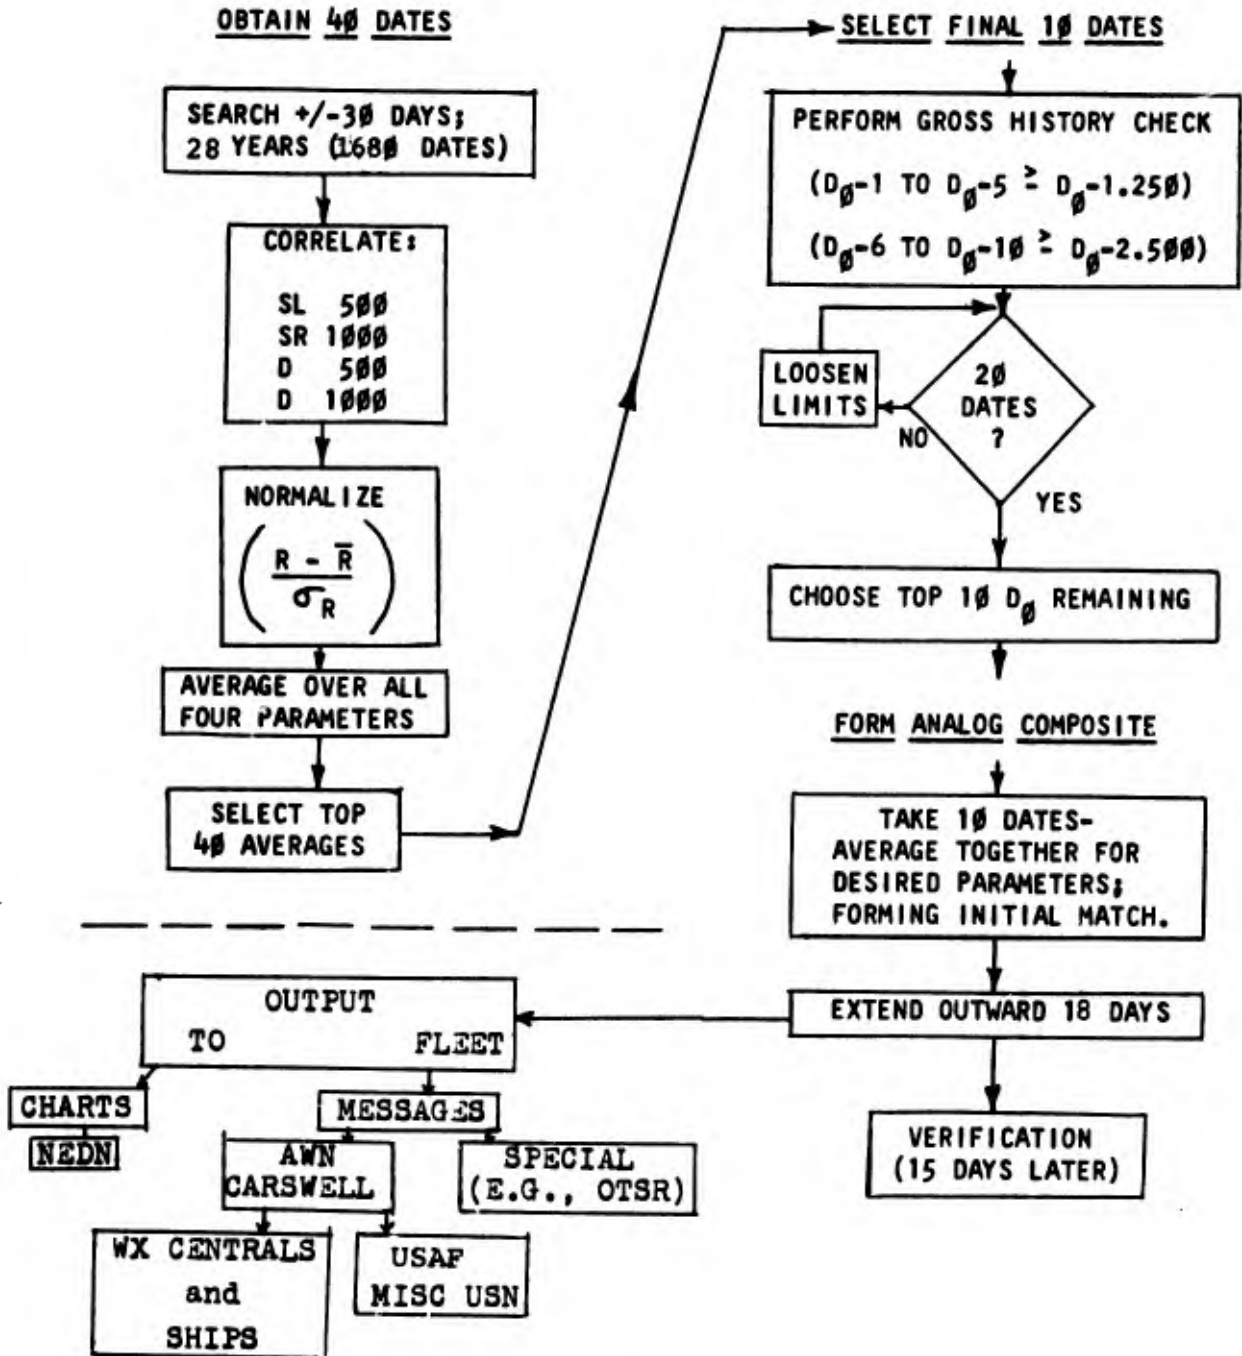 OBTAIN 4Ø DATES
SEARCH +/-3Ø DAYS;
28 YEARS (168Ø DATES)
CORRELATE:
SL 5ØØ
SR 1ØØØ
D 5ØØ
D 1ØØØ
NORMALIZE
(R - R̄ / σR)
AVERAGE OVER ALL
FOUR PARAMETERS
SELECT TOP
4Ø AVERAGES
SELECT FINAL 1Ø DATES
PERFORM GROSS HISTORY CHECK
(DØ-1 TO DØ-5 ≥ DØ-1.25Ø)
(DØ-6 TO DØ-1Ø ≥ DØ-2.5ØØ)
LOOSEN
LIMITS
2Ø
DATES
?
NO
YES
CHOOSE TOP 1Ø DØ REMAINING
FORM ANALOG COMPOSITE
TAKE 1Ø DATES-
AVERAGE TOGETHER FOR
DESIRED PARAMETERS;
FORMING INITIAL MATCH.
EXTEND OUTWARD 18 DAYS
VERIFICATION
(15 DAYS LATER)
OUTPUT
TO FLEET
CHARTS
NEDN
MESSAGES
AWN
CARSWELL
SPECIAL
(E.G., OTSR)
WX CENTRALS
and
SHIPS
USAF
MISC USN